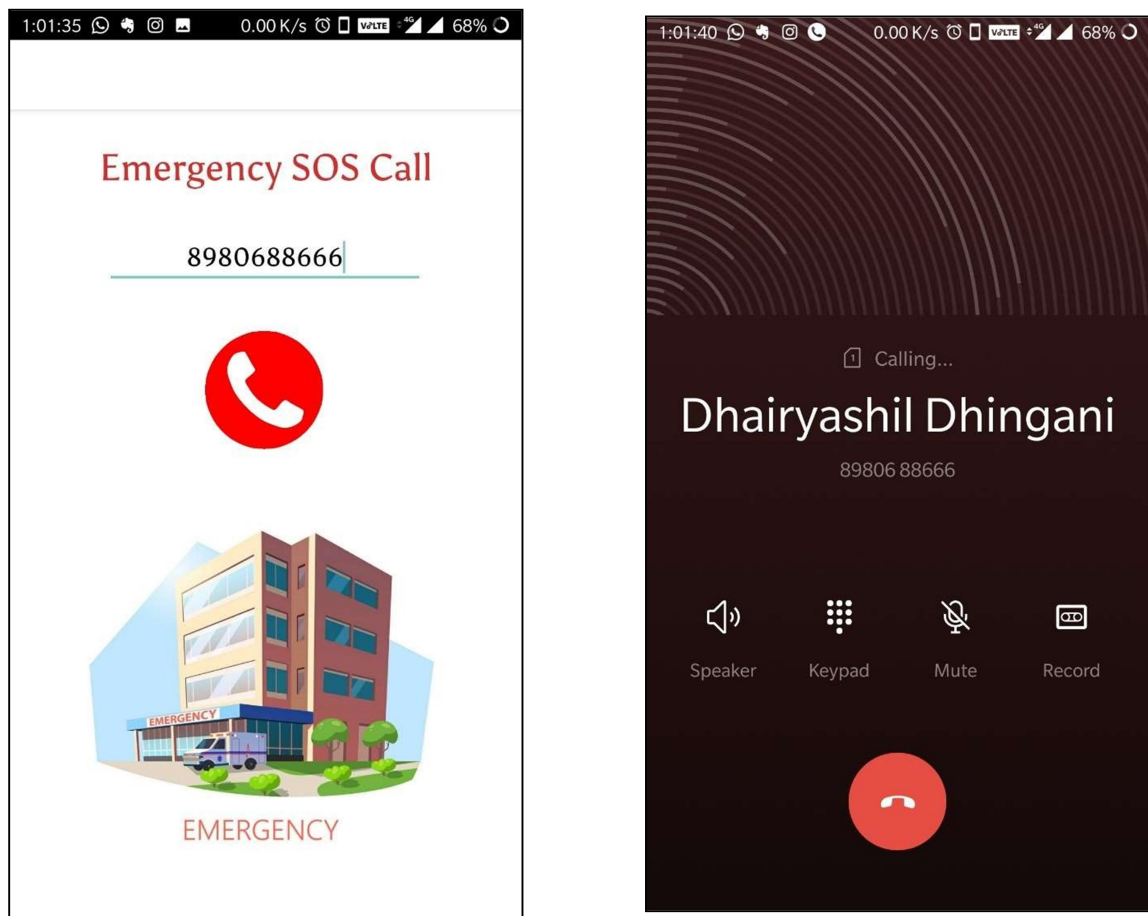 1:01:35 0.00 K/s VoLTE 4G 68%
Emergency SOS Call
8980688666
EMERGENCY
EMERGENCY
1:01:40 0.00 K/s VoLTE 4G 68%
1 Calling...
Dhairyashil Dhingani
89806 88666
Speaker Keypad Mute Record